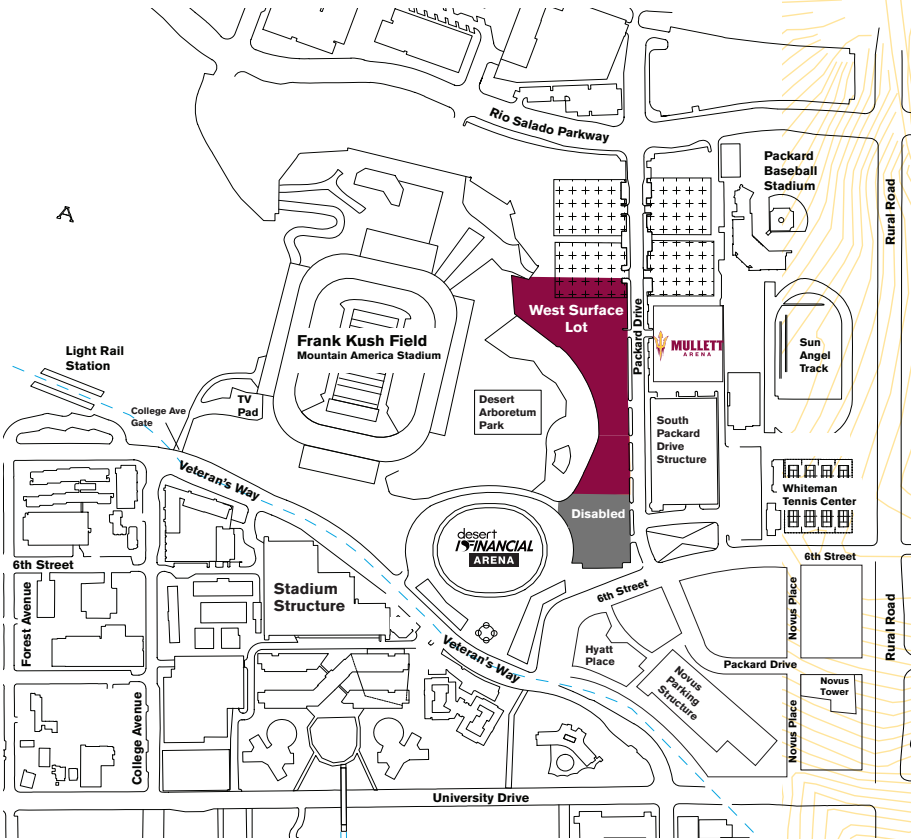 Rio Salado Parkway
Packard
Baseball
Stadium
Rural Road
A
West Surface
Lot
Packard Drive
Frank Kush Field
Mountain America Stadium
MULLETT
ARENA
Sun
Angel
Track
Light Rail
Station
TV
Pad
College Ave
Gate
Desert
Arboretum
Park
South
Packard
Drive
Structure
Veteran's Way
Whiteman
Tennis Center
Disabled
desert
FINANCIAL
ARENA
6th Street
6th Street
Forest Avenue
Stadium
Structure
6th Street
Novus Place
Rural Road
Veteran's Way
Hyatt
Place
Packard Drive
Novus
Parking
Structure
Novus
Tower
College Avenue
Novus Place
University Drive